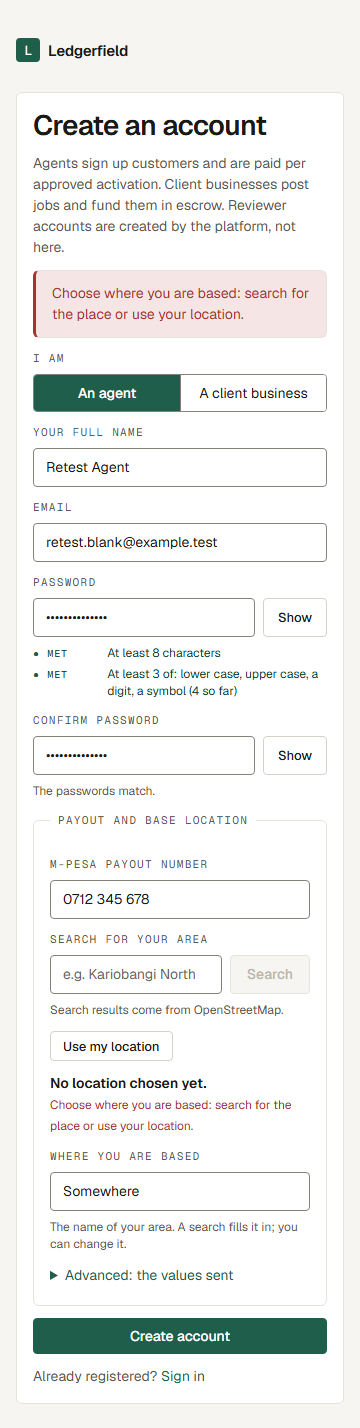 L Ledgerfield
Create an account
Agents sign up customers and are paid per
approved activation. Client businesses post
jobs and fund them in escrow. Reviewer
accounts are created by the platform, not
here.
Choose where you are based: search for
the place or use your location.
I AM
An agent A client business
YOUR FULL NAME
Retest Agent
EMAIL
retest.blank@example.test
PASSWORD
•••••••••••••• Show
• MET At least 8 characters
• MET At least 3 of: lower case, upper case, a
digit, a symbol (4 so far)
CONFIRM PASSWORD
•••••••••••••• Show
The passwords match.
PAYOUT AND BASE LOCATION
M-PESA PAYOUT NUMBER
0712 345 678
SEARCH FOR YOUR AREA
e.g. Kariobangi North Search
Search results come from OpenStreetMap.
Use my location
No location chosen yet.
Choose where you are based: search for the
place or use your location.
WHERE YOU ARE BASED
Somewhere
The name of your area. A search fills it in; you
can change it.
▶ Advanced: the values sent
Create account
Already registered? Sign in